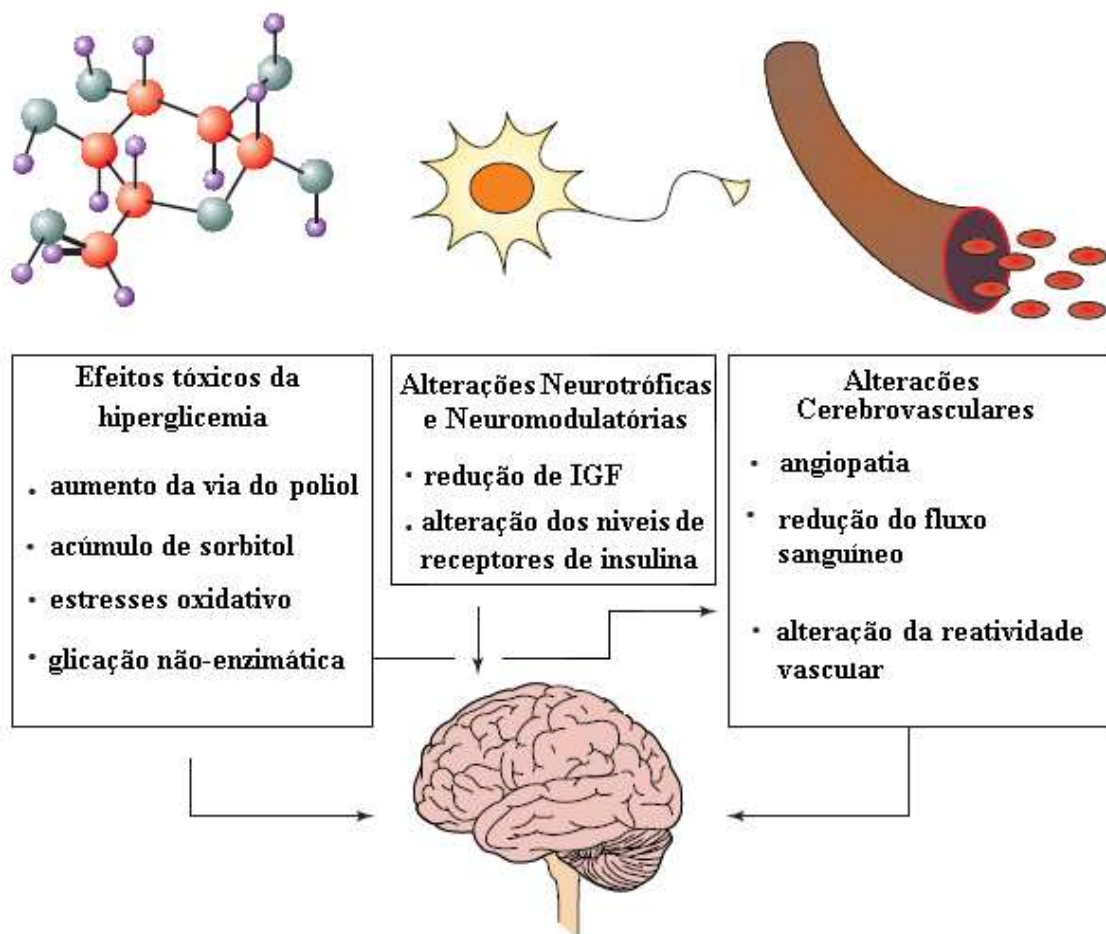 Efeitos tóxicos da
hiperglicemia
. aumento da via do poliol
· acúmulo de sorbitol
· estresses oxidativo
· glicação não-enzimática
Alterações Neurotróficas
e Neuromodulatórias
· redução de IGF
. alteração dos niveis de
receptores de insulina
Alteracões
Cerebrovasculares
· angiopatia
· redução do fluxo
sanguíneo
· alteração da reatividade
vascular